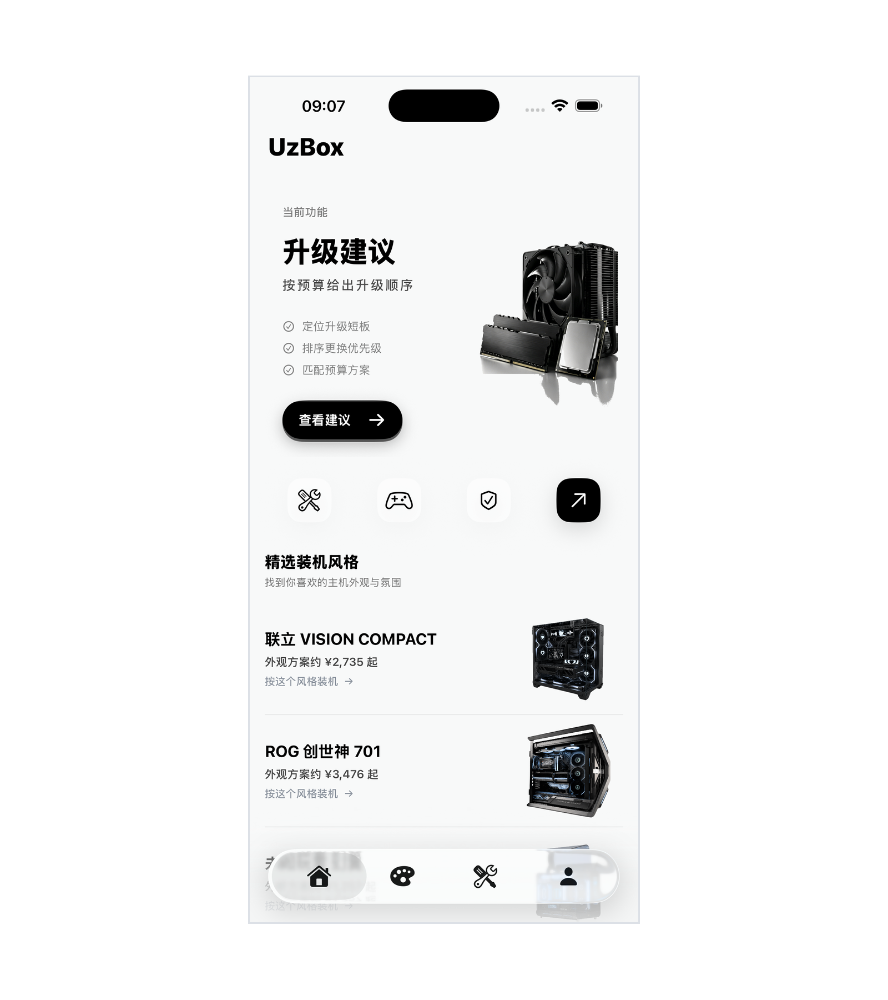 09:07
UzBox
当前功能
升级建议
按预算给出升级顺序
定位升级短板
排序更换优先级
匹配预算方案
查看建议
精选装机风格
找到你喜欢的主机外观与氛围
联立 VISION COMPACT
外观方案约 ¥2,735 起
按这个风格装机
ROG 创世神 701
外观方案约 ¥3,476 起
按这个风格装机
按这个风格装机